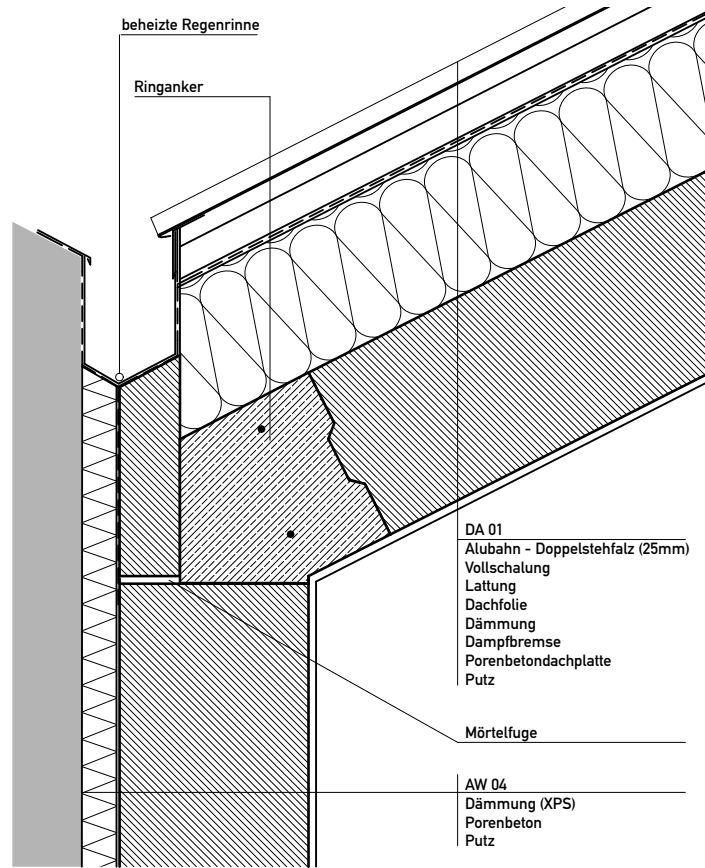 beheizte Regenrinne
Ringanker
DA 01
Alubahn - Doppelstehfalz (25mm)
Vollschalung
Lattung
Dachfolie
Dämmung
Dampfbremse
Porenbetondachplatte
Putz
Mörtelfuge
AW 04
Dämmung (XPS)
Porenbeton
Putz